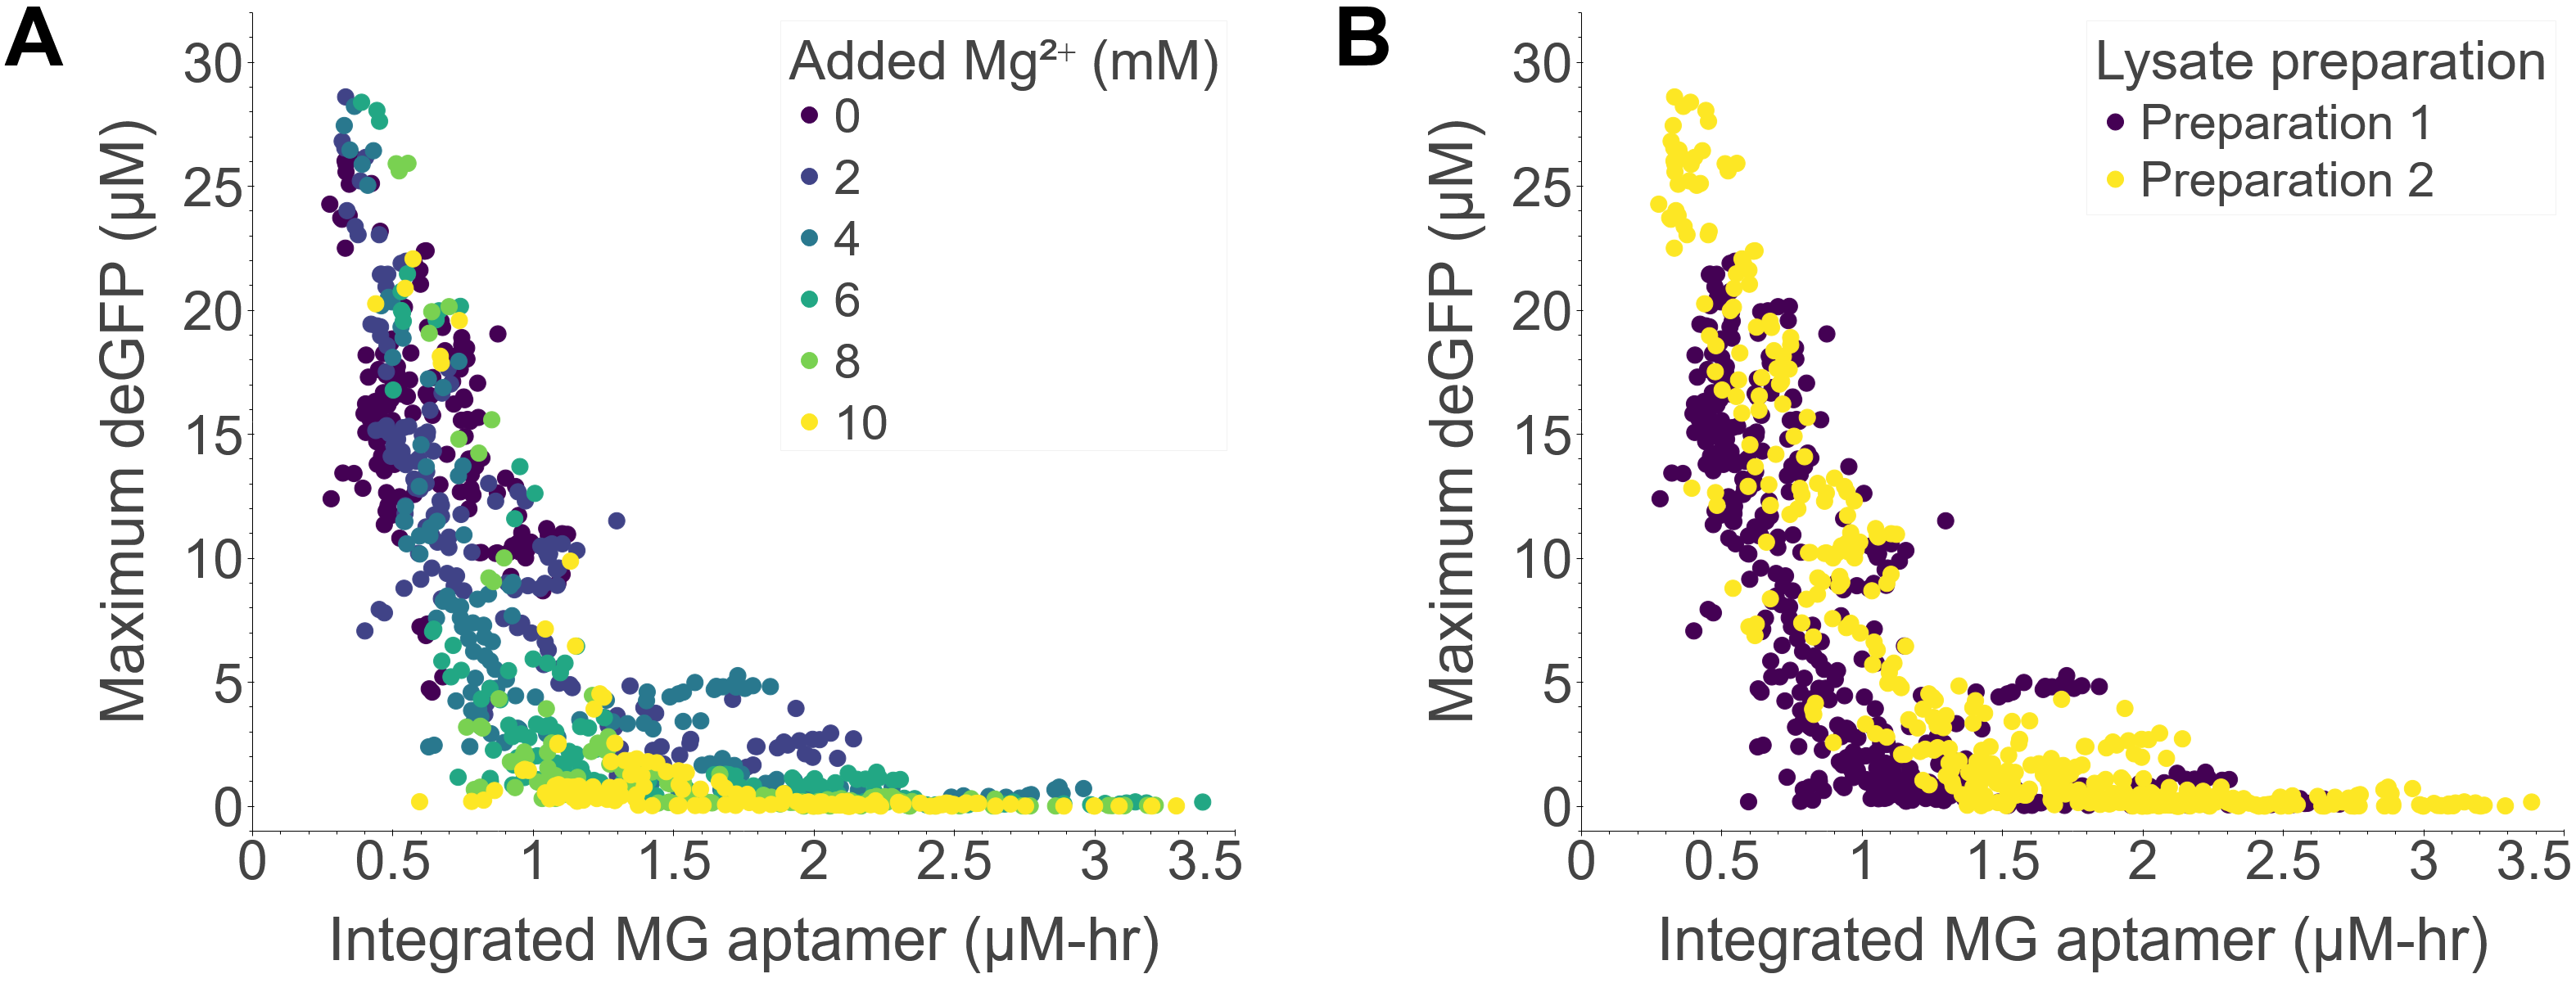 A
Maximum deGFP (μM)
30
25
20
15
10
5
0
0 0.5 1 1.5 2 2.5 3 3.5
Integrated MG aptamer (μM-hr)
Added Mg²⁺ (mM)
0
2
4
6
8
10
B
Maximum deGFP (μM)
30
25
20
15
10
5
0
0 0.5 1 1.5 2 2.5 3 3.5
Integrated MG aptamer (μM-hr)
Lysate preparation
Preparation 1
Preparation 2